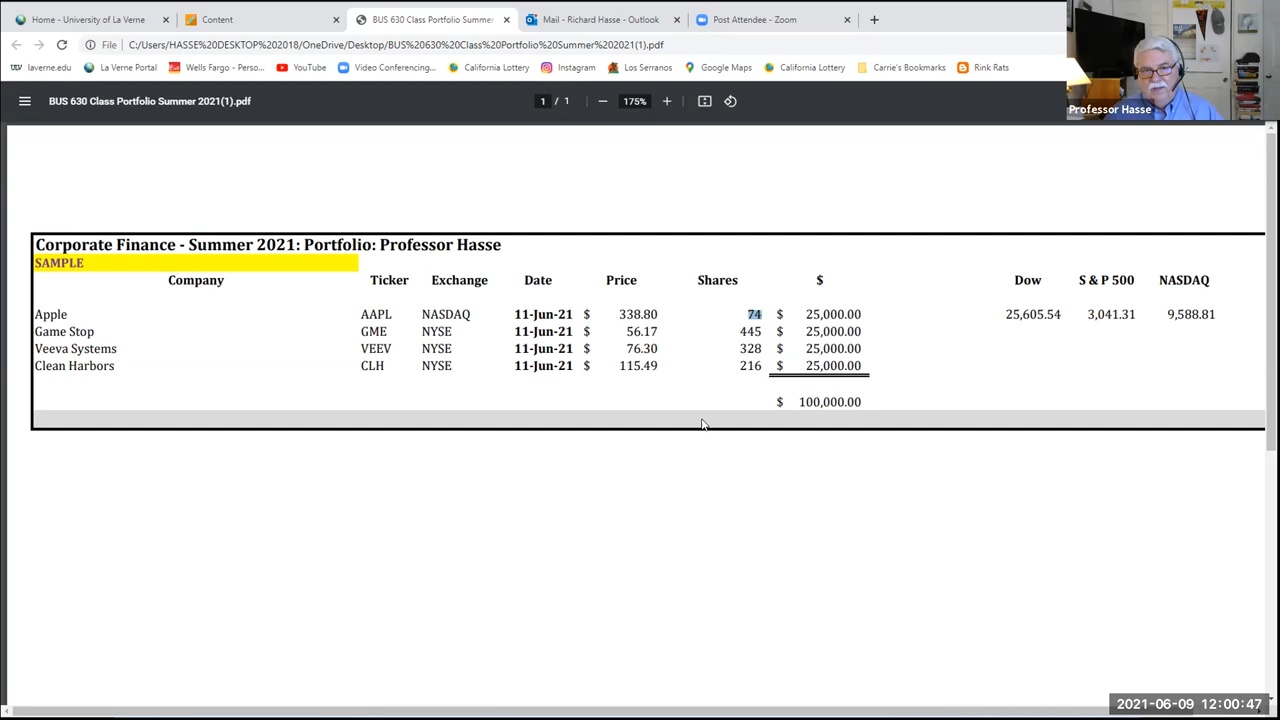 Home - University of La Verne
Content
BUS 630 Class Portfolio Summer
Mail - Richard Hasse - Outlook
Post Attendee - Zoom
File
C:/Users/HASSE%20DESKTOP%202018/OneDrive/Desktop/BUS%20630%20Class%20Portfolio%20Summer%202021(1).pdf
laverne.edu
La Verne Portal
Wells Fargo - Perso...
YouTube
Video Conferencing...
California Lottery
Instagram
Los Serranos
Google Maps
California Lottery
Carrie's Bookmarks
Rink Rats
BUS 630 Class Portfolio Summer 2021(1).pdf
1 / 1
175%
Professor Hasse
Corporate Finance - Summer 2021: Portfolio: Professor Hasse
SAMPLE
Company Ticker Exchange Date Price Shares $ Dow S & P 500 NASDAQ
Apple AAPL NASDAQ 11-Jun-21 $ 338.80 74 $ 25,000.00 25,605.54 3,041.31 9,588.81
Game Stop GME NYSE 11-Jun-21 $ 56.17 445 $ 25,000.00
Veeva Systems VEEV NYSE 11-Jun-21 $ 76.30 328 $ 25,000.00
Clean Harbors CLH NYSE 11-Jun-21 $ 115.49 216 $ 25,000.00
$ 100,000.00
2021-06-09 12:00:47